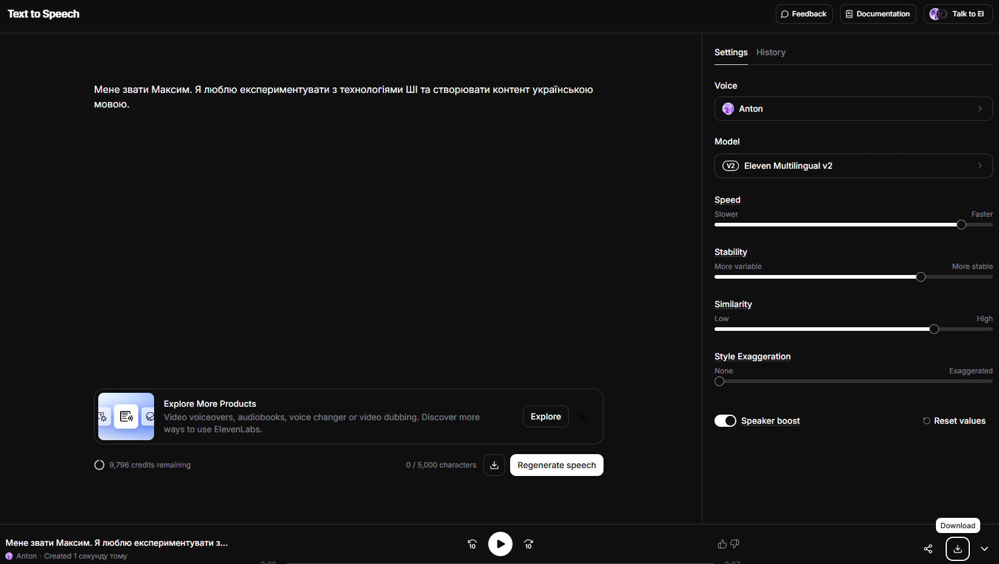 Text to Speech
Feedback
Documentation
Talk to El
Settings
History
Мене звати Максим. Я люблю експериментувати з технологіями ШІ та створювати контент українською
мовою.
Voice
Anton
Model
V2 Eleven Multilingual v2
Speed
Slower
Faster
Stability
More variable
More stable
Similarity
Low
High
Style Exaggeration
None
Exaggerated
Speaker boost
Reset values
Explore More Products
Video voiceovers, audiobooks, voice changer or video dubbing. Discover more
ways to use ElevenLabs.
Explore
9,796 credits remaining
0 / 5,000 characters
Regenerate speech
Download
Мене звати Максим. Я люблю експериментувати з...
Anton · Created 1 секунду тому
10
10